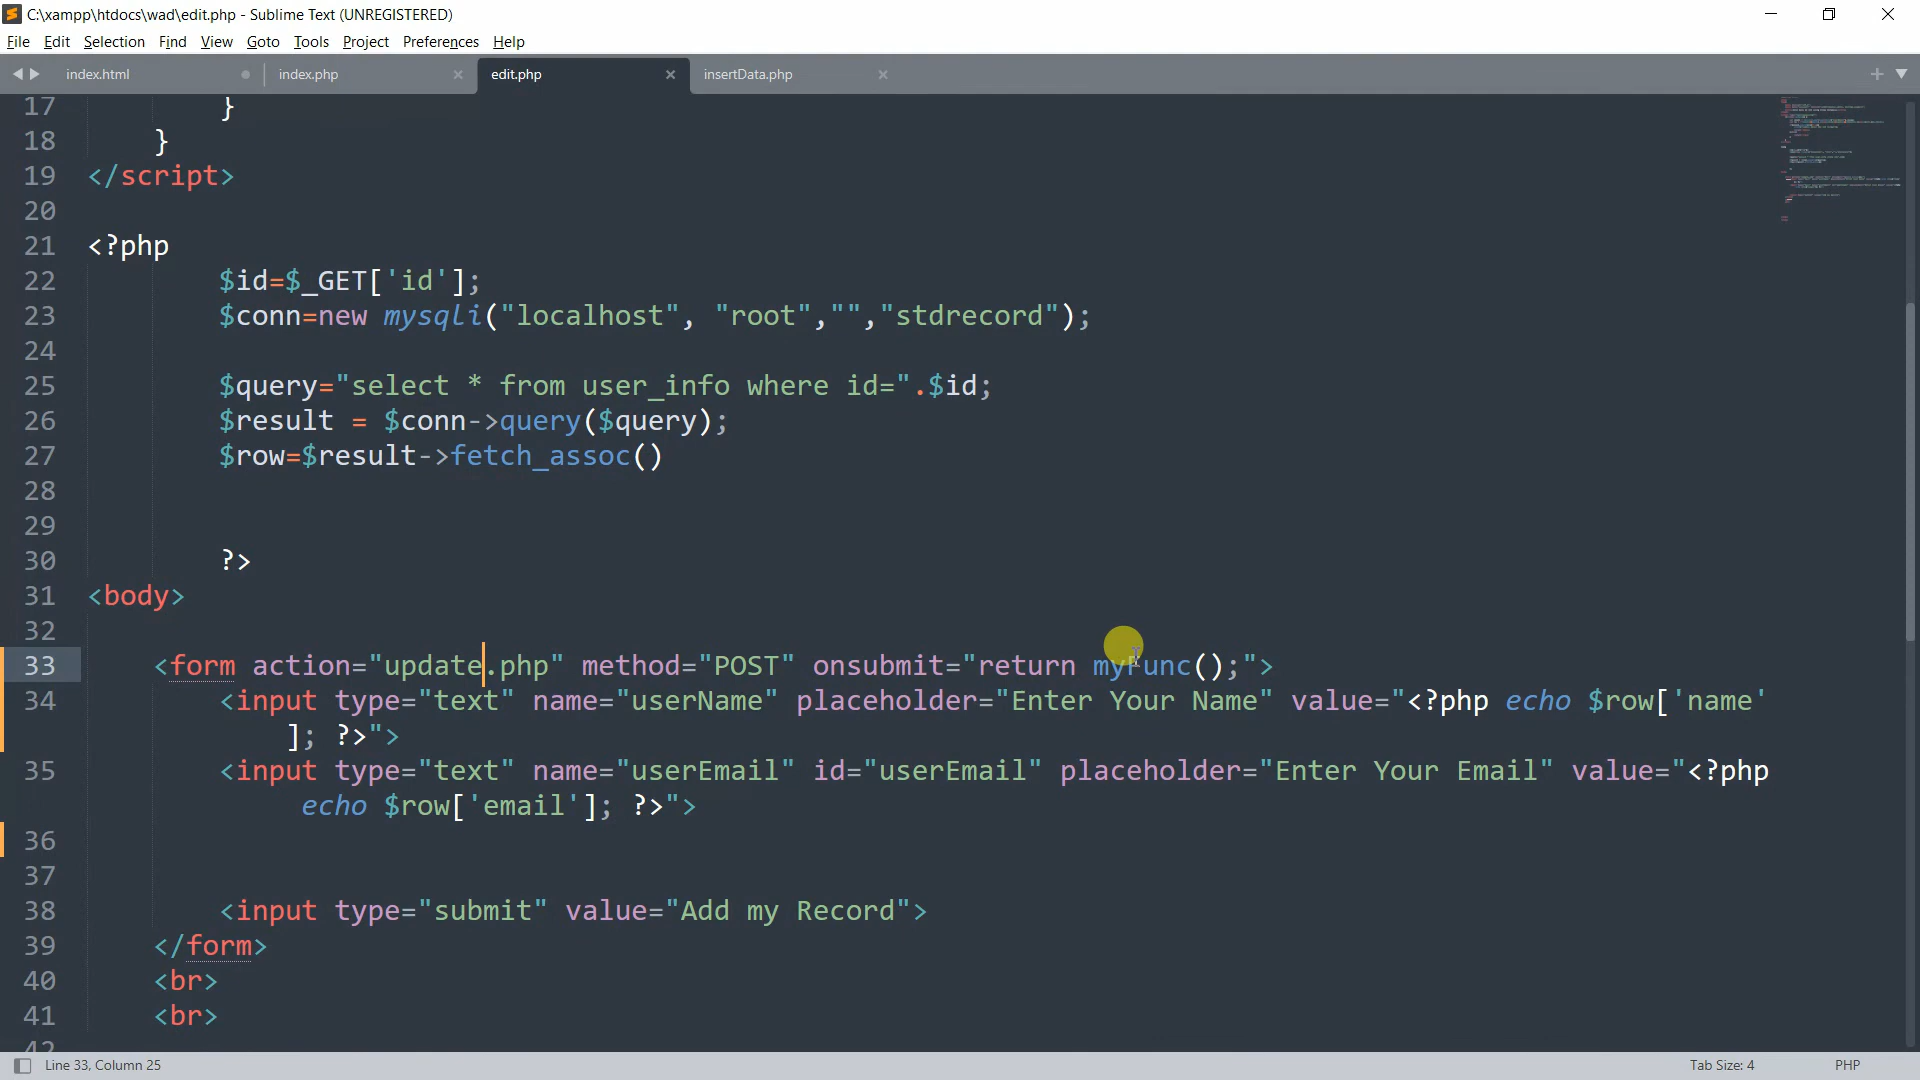 C:\xampp\htdocs\wad\edit.php - Sublime Text (UNREGISTERED)
File Edit Selection Find View Goto Tools Project Preferences Help
index.html index.php edit.php insertData.php
17 }
18 }
19 </script>
20
21 <?php
22 $id=$_GET['id'];
23 $conn=new mysqli("localhost", "root","","stdrecord");
24
25 $query="select * from user_info where id=".$id;
26 $result = $conn->query($query);
27 $row=$result->fetch_assoc()
28
29
30 ?>
31 <body>
32
33 <form action="update.php" method="POST" onsubmit="return myFunc();">
34 <input type="text" name="userName" placeholder="Enter Your Name" value="<?php echo $row['name'
]; ?>">
35 <input type="text" name="userEmail" id="userEmail" placeholder="Enter Your Email" value="<?php
echo $row['email']; ?>">
36
37
38 <input type="submit" value="Add my Record">
39 </form>
40 <br>
41 <br>
42
Line 33, Column 25 Tab Size: 4 PHP